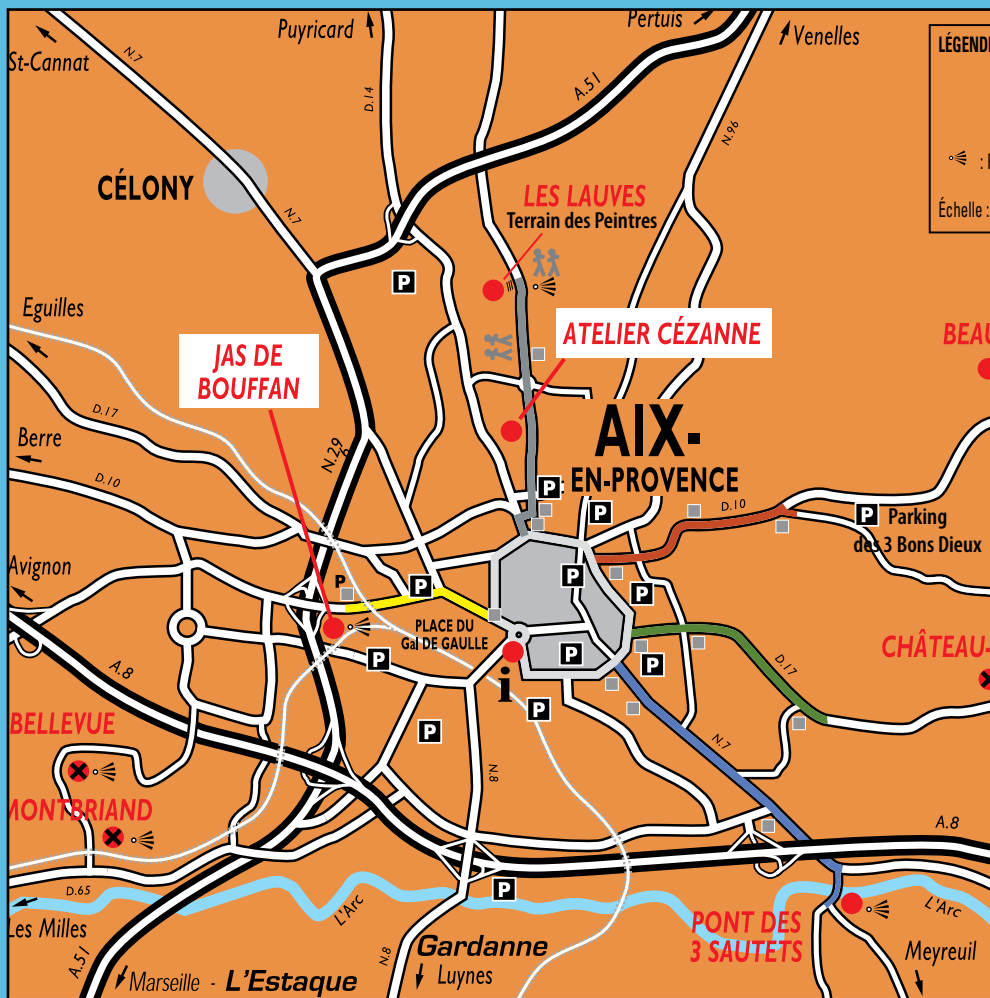 Puyricard
Pertuis
Venelles
St-Cannat
N.7
D.14
A.51
N.96
LÉGENDE
:
Échelle :
CÉLONY
N.7
LES LAUVES
Terrain des Peintres
P
Eguilles
JAS DE
BOUFFAN
ATELIER CÉZANNE
BEAU
D.17
Berre
N.29
D.10
AIX-
EN-PROVENCE
P
P
D.10
P Parking
des 3 Bons Dieux
Avignon
P
P
P
P
PLACE DU
Gal DE GAULLE
P
P
P
CHÂTEAU-
A.8
D.17
i
P
BELLEVUE
P
N.7
N.8
MONTBRIAND
A.8
D.65
P
L'Arc
L'Arc
Les Milles
PONT DES
3 SAUTETS
A.51
N.8
Gardanne
Luynes
Meyreuil
Marseille - L'Estaque